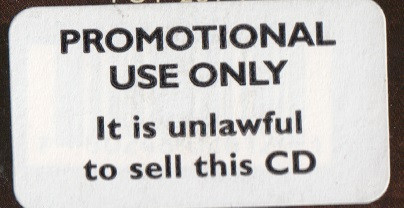 PROMOTIONAL
USE ONLY
It is unlawful
to sell this CD